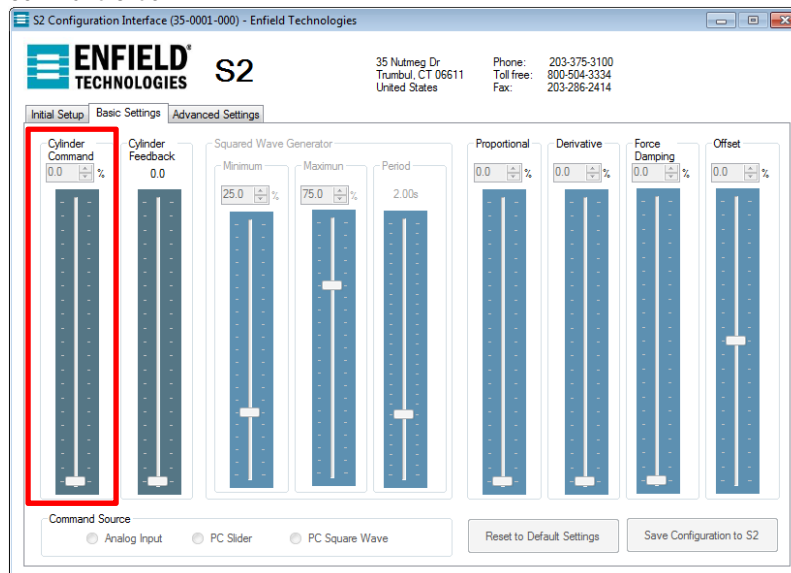 S2 Configuration Interface (35-0001-000) - Enfield Technologies
ENFIELD®
TECHNOLOGIES
S2
35 Nutmeg Dr
Trumbul, CT 06611
United States
Phone: 203-375-3100
Toll free: 800-504-3334
Fax: 203-286-2414
Initial Setup
Basic Settings
Advanced Settings
Cylinder
Command
0.0 %
Cylinder
Feedback
0.0
Squared Wave Generator
Minimum
25.0 %
Maximun
75.0 %
Period
2.00s
Proportional
0.0 %
Derivative
0.0 %
Force
Damping
0.0 %
Offset
0.0 %
Command Source
Analog Input
PC Slider
PC Square Wave
Reset to Default Settings
Save Configuration to S2